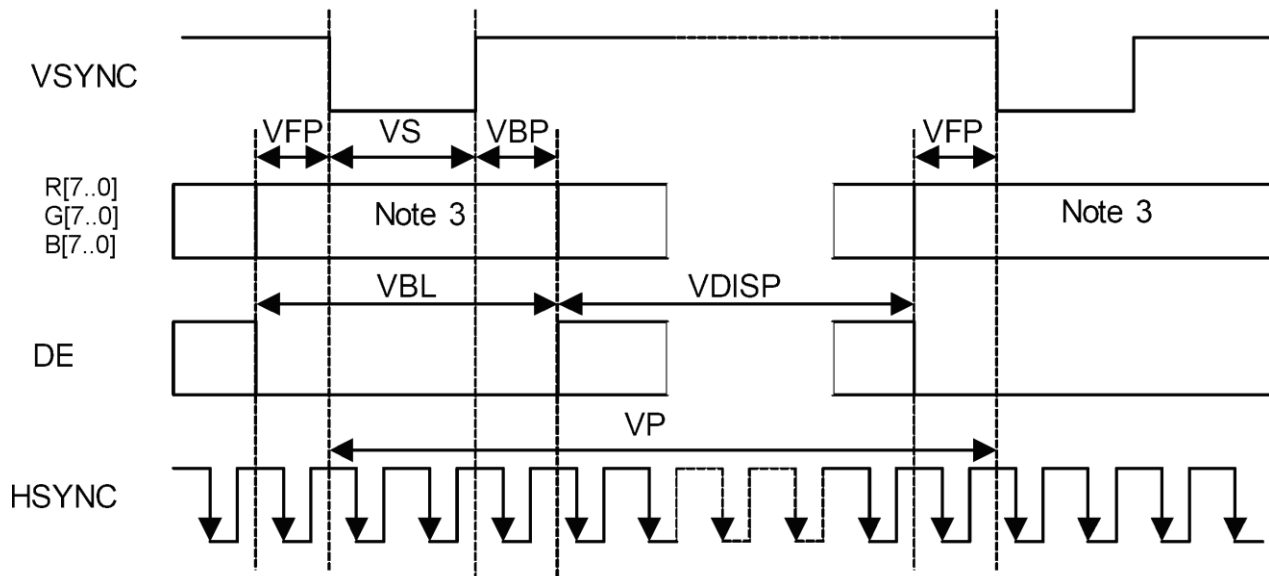 VSYNC
VFP VS VBP VFP
R[7..0]
G[7..0]
B[7..0]
Note 3 Note 3
VBL VDISP
DE
VP
HSYNC